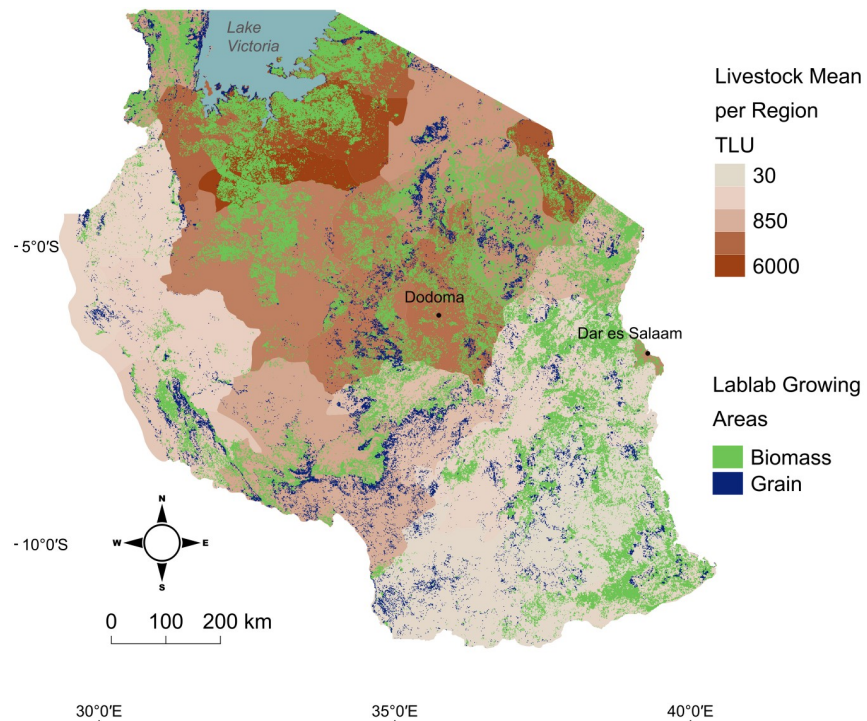 Lake
Victoria
Livestock Mean
per Region
TLU
30
850
6000
- 5°0′S
Dodoma
Dar es Salaam
Lablab Growing
Areas
Biomass
Grain
N
W E
S
- 10°0′S
0 100 200 km
30°0′E 35°0′E 40°0′E